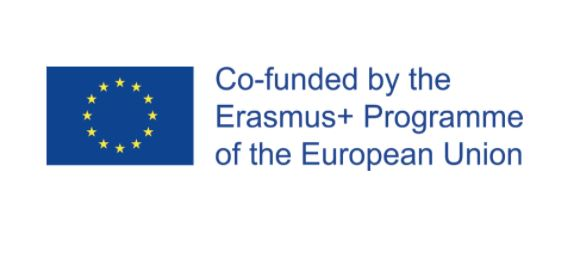 Co-funded by the
Erasmus+ Programme
of the European Union